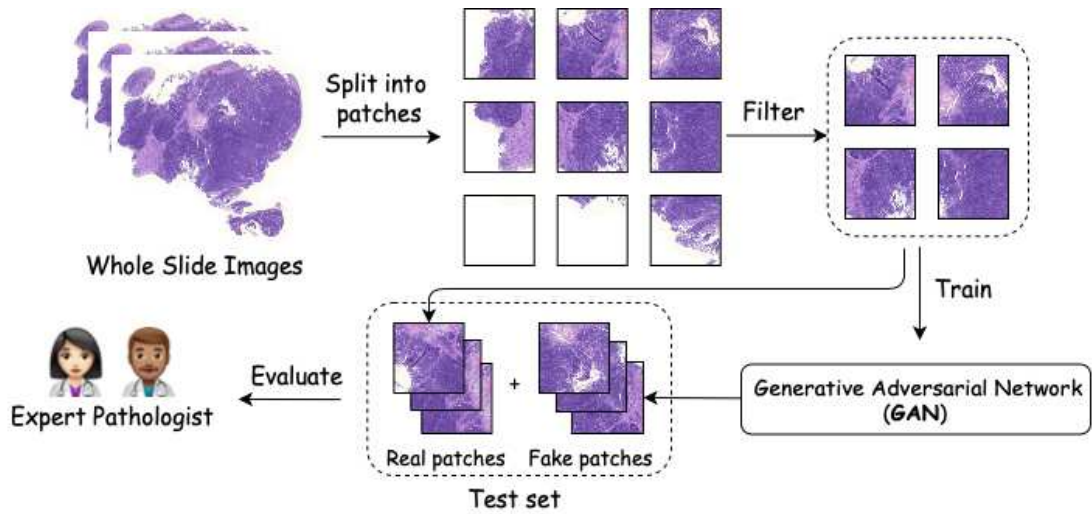 Split into
patches
Filter
Whole Slide Images
Train
Generative Adversarial Network
(GAN)
Evaluate
+
Expert Pathologist
Real patches
Fake patches
Test set